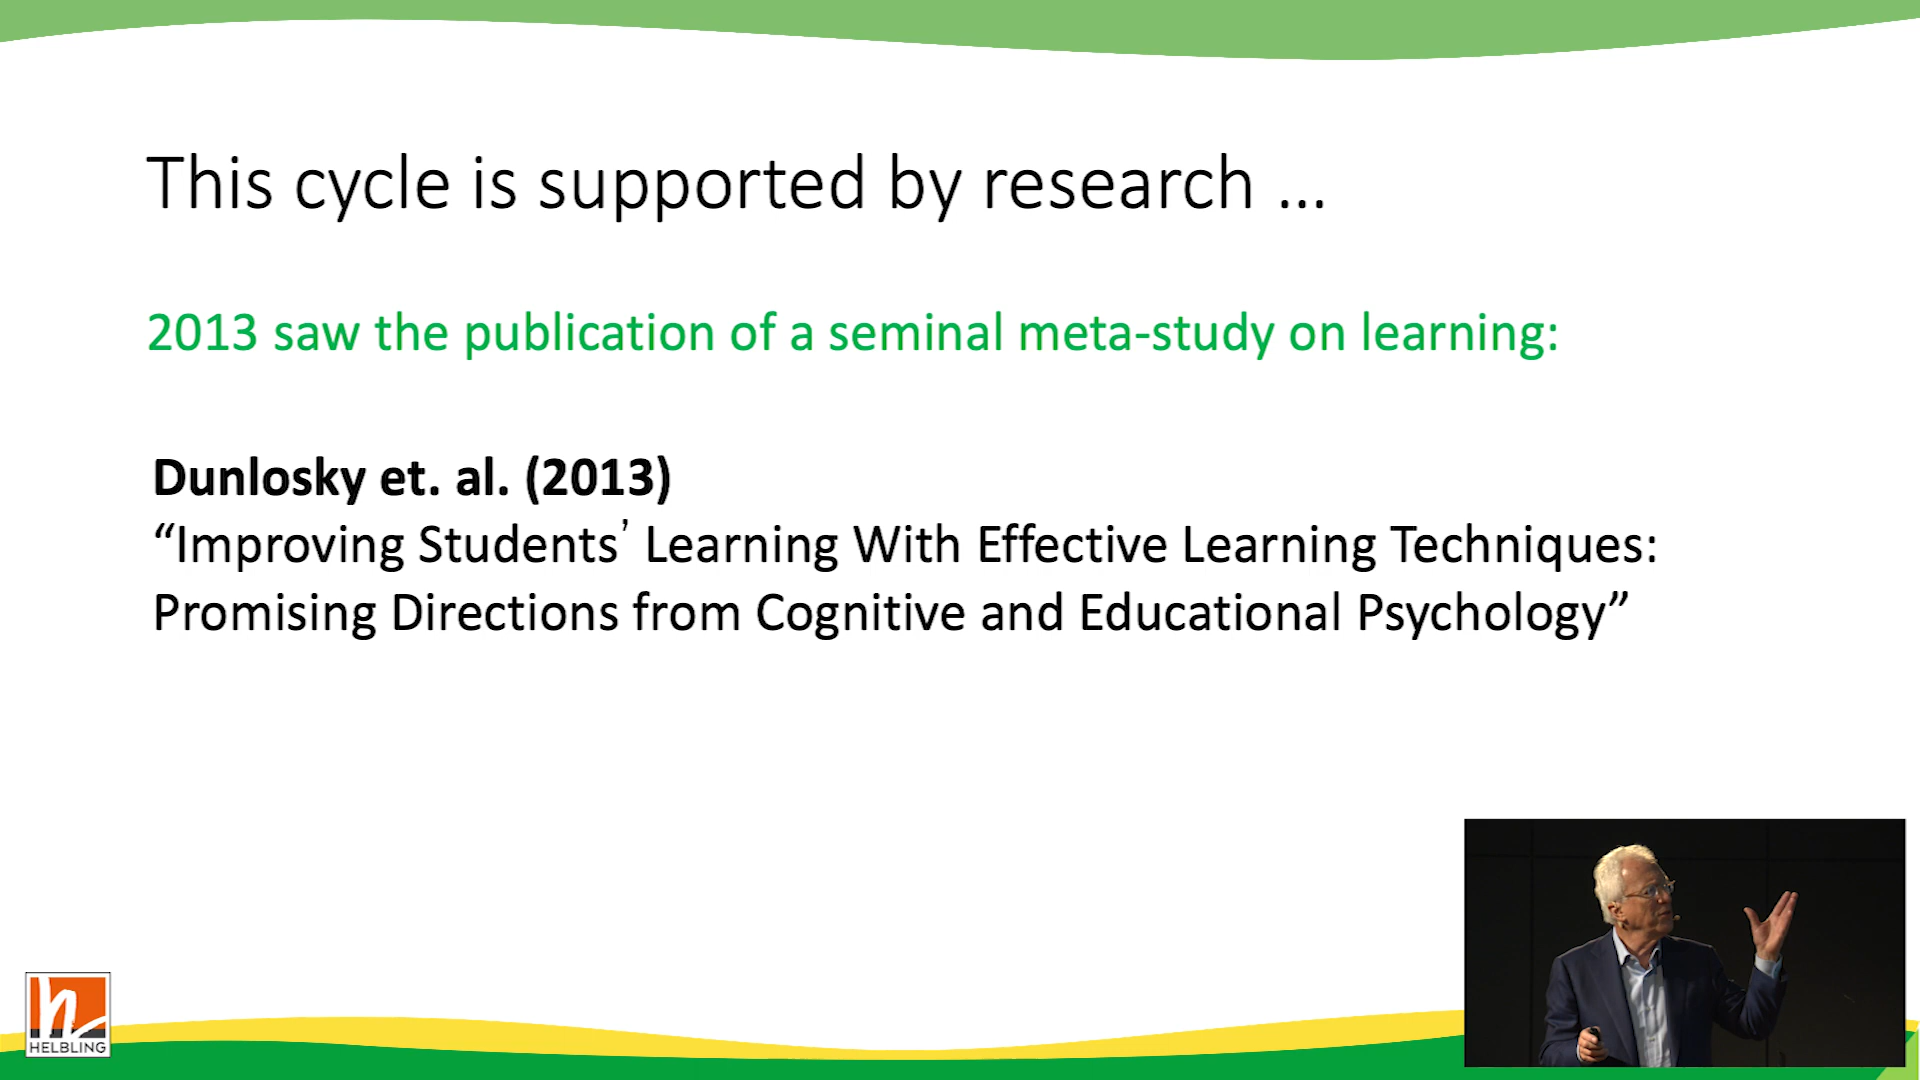 This cycle is supported by research ...
2013 saw the publication of a seminal meta-study on learning:
Dunlosky et. al. (2013)
“Improving Students’ Learning With Effective Learning Techniques:
Promising Directions from Cognitive and Educational Psychology”
h
HELBLING